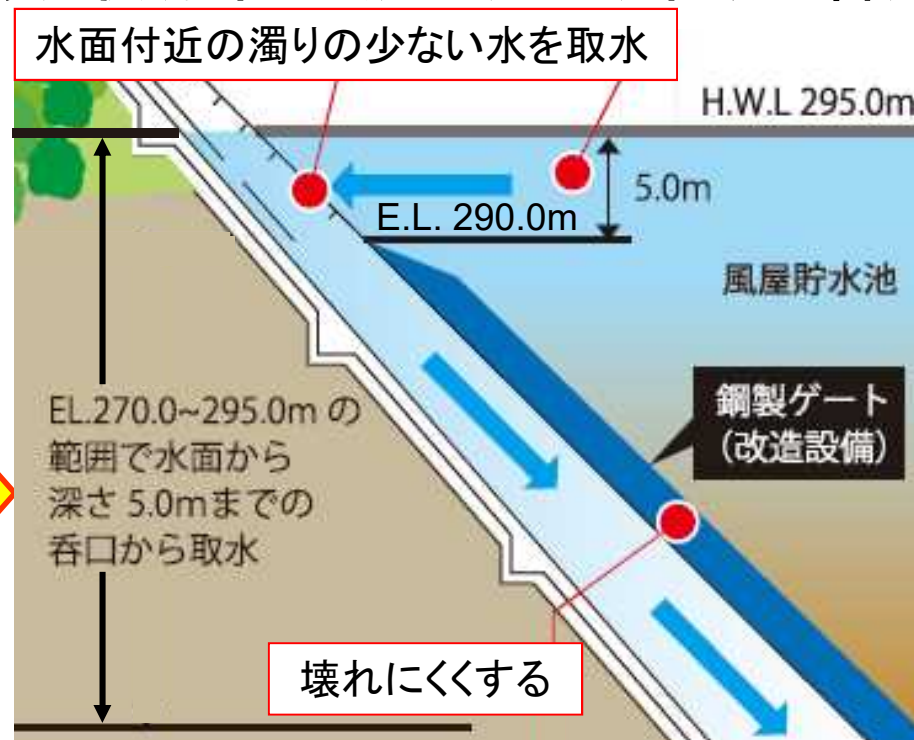 水面付近の濁りの少ない水を取水
H.W.L 295.0m
5.0m
E.L. 290.0m
風屋貯水池
鋼製ゲート
(改造設備)
EL.270.0~295.0m の
範囲で水面から
深さ 5.0mまでの
呑口から取水
壊れにくくする